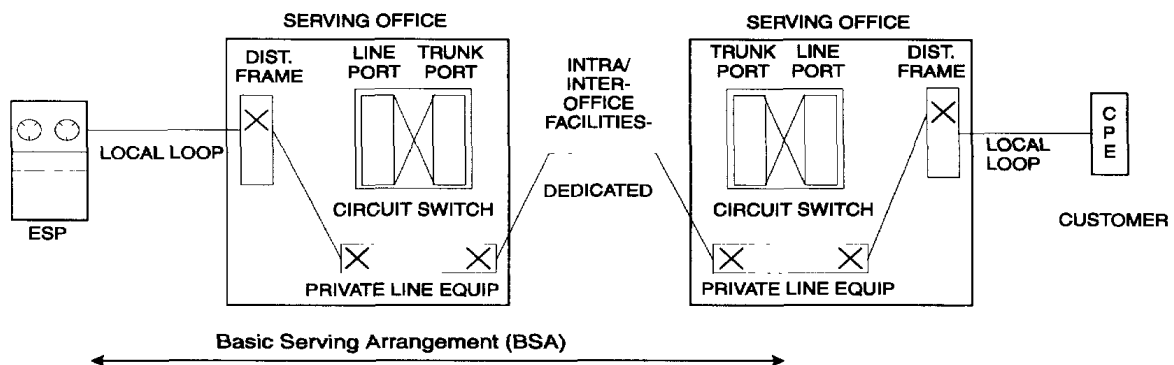 SERVING OFFICE
DIST.
FRAME
LINE
PORT
TRUNK
PORT
CIRCUIT SWITCH
PRIVATE LINE EQUIP
ESP
LOCAL LOOP
INTRA/
INTER-
OFFICE
FACILITIES-
DEDICATED
SERVING OFFICE
TRUNK
PORT
LINE
PORT
DIST.
FRAME
CIRCUIT SWITCH
PRIVATE LINE EQUIP
LOCAL
LOOP
C
P
E
CUSTOMER
Basic Serving Arrangement (BSA)